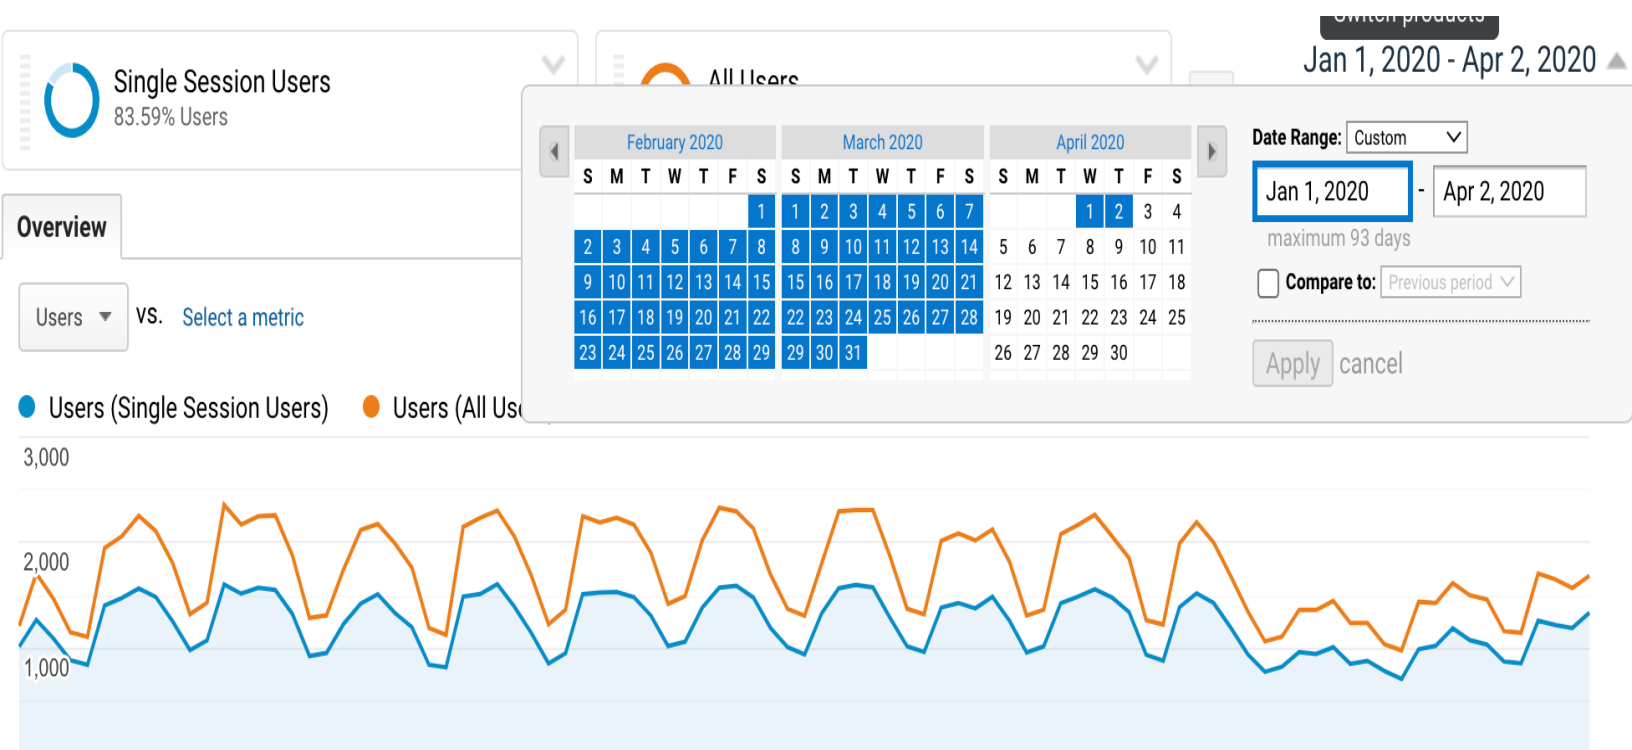 Switch products
Jan 1, 2020 - Apr 2, 2020
Single Session Users
83.59% Users
All Users
Overview
Users VS. Select a metric
February 2020 March 2020 April 2020
S M T W T F S S M T W T F S S M T W T F S
1 1 2 3 4 5 6 7 1 2 3 4
2 3 4 5 6 7 8 8 9 10 11 12 13 14 5 6 7 8 9 10 11
9 10 11 12 13 14 15 15 16 17 18 19 20 21 12 13 14 15 16 17 18
16 17 18 19 20 21 22 22 23 24 25 26 27 28 19 20 21 22 23 24 25
23 24 25 26 27 28 29 29 30 31 26 27 28 29 30
Date Range: Custom
Jan 1, 2020 - Apr 2, 2020
maximum 93 days
Compare to: Previous period
Apply cancel
Users (Single Session Users) Users (All Us
3,000
2,000
1,000